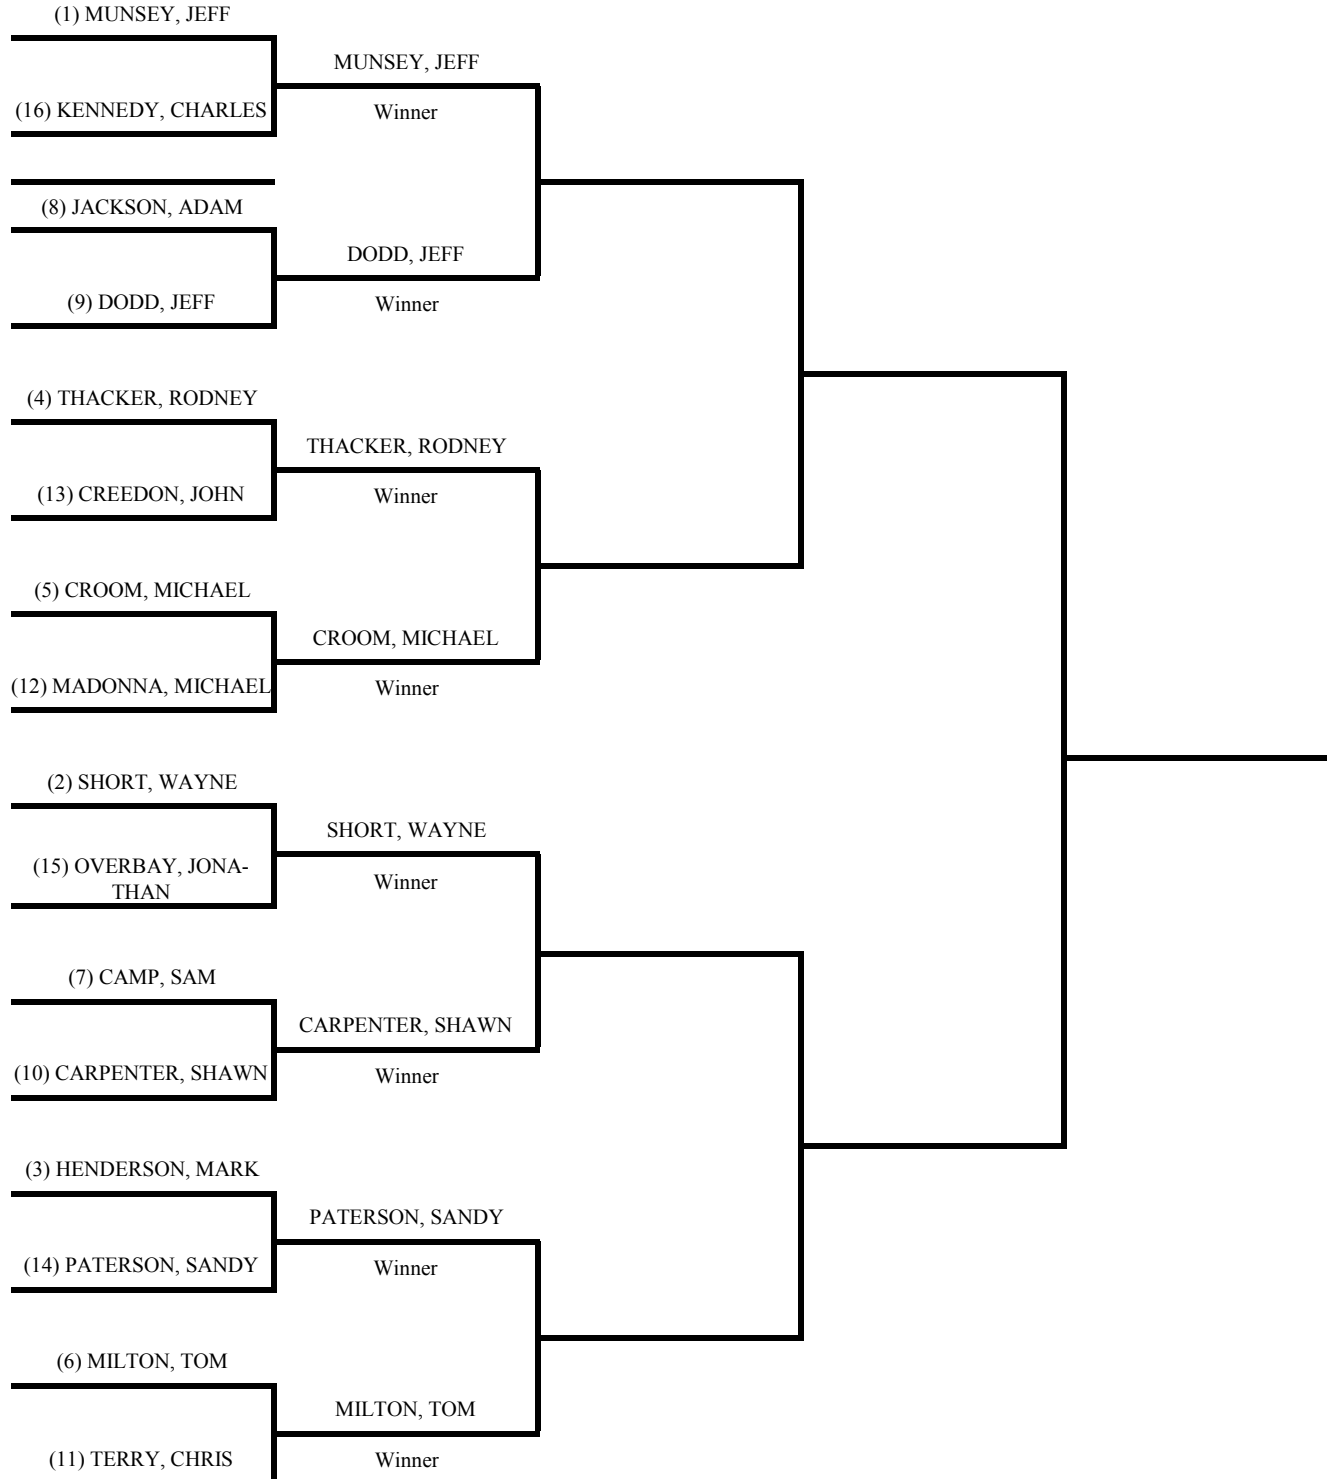 (1) MUNSEY, JEFF
MUNSEY, JEFF
(16) KENNEDY, CHARLES
Winner
(8) JACKSON, ADAM
DODD, JEFF
(9) DODD, JEFF
Winner
(4) THACKER, RODNEY
THACKER, RODNEY
(13) CREEDON, JOHN
Winner
(5) CROOM, MICHAEL
CROOM, MICHAEL
(12) MADONNA, MICHAEL
Winner
(2) SHORT, WAYNE
SHORT, WAYNE
(15) OVERBAY, JONA-
THAN
Winner
(7) CAMP, SAM
CARPENTER, SHAWN
(10) CARPENTER, SHAWN
Winner
(3) HENDERSON, MARK
PATERSON, SANDY
(14) PATERSON, SANDY
Winner
(6) MILTON, TOM
MILTON, TOM
(11) TERRY, CHRIS
Winner